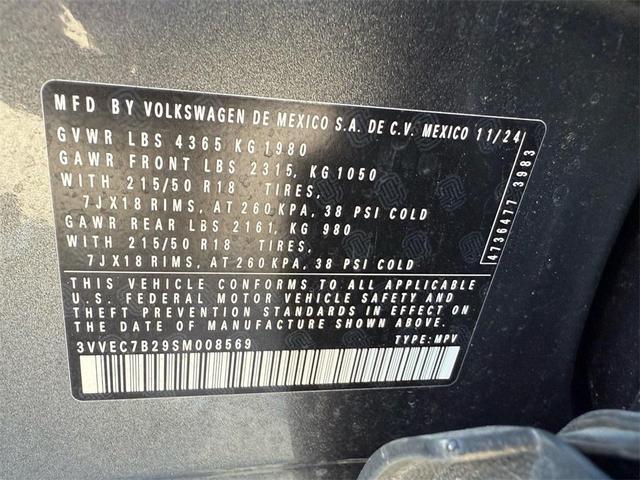 MFD BY VOLKSWAGEN DE MEXICO S.A. DE C.V. MEXICO 11/24
GVWR LBS 4365 KG 1980
GAWR FRONT LBS 2315, KG 1050
WITH 215/50 R18 TIRES,
7JX18 RIMS, AT 260 KPA, 38 PSI COLD
GAWR REAR LBS 2161, KG 980
WITH 215/50 R18 TIRES,
7JX18 RIMS, AT 260 KPA, 38 PSI COLD
4736477 3983
THIS VEHICLE CONFORMS TO ALL APPLICABLE
U.S. FEDERAL MOTOR VEHICLE SAFETY AND
THEFT PREVENTION STANDARDS IN EFFECT ON
THE DATE OF MANUFACTURE SHOWN ABOVE.
3VVEC7B29SM008569 TYPE: MPV